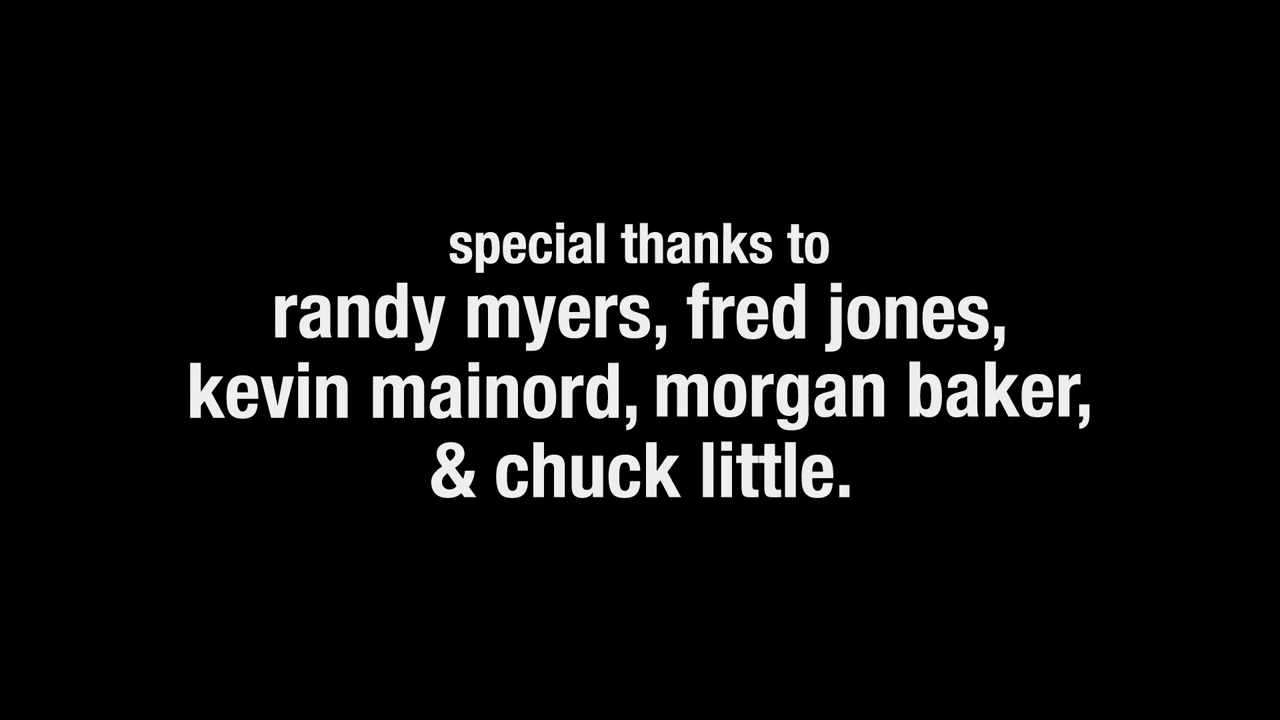 special thanks to
randy myers, fred jones,
kevin mainord, morgan baker,
& chuck little.